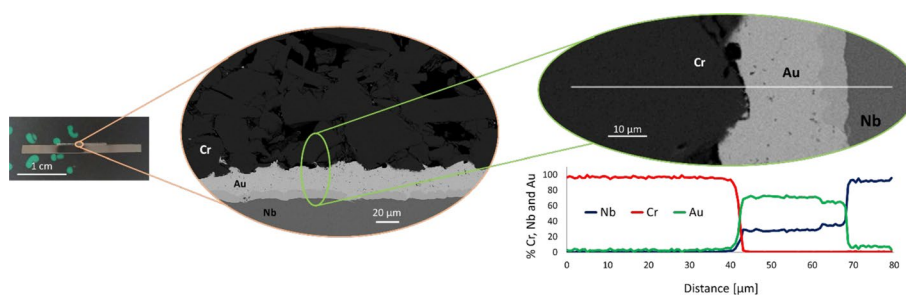 1 cm
Cr
Au
Nb
20 µm
Cr
Au
Nb
10 µm
% Cr, Nb and Au
100
80
60
40
20
0
Nb Cr Au
0 10 20 30 40 50 60 70 80
Distance [µm]